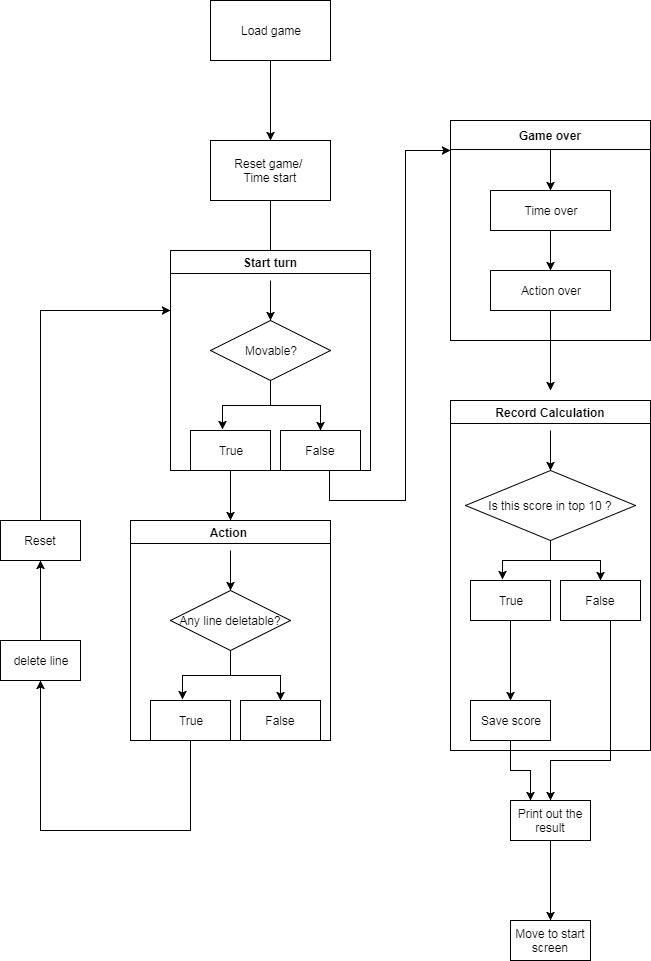 Load game
Reset game/
Time start
Start turn
Movable?
True
False
Action
Any line deletable?
True
False
Reset
delete line
Game over
Time over
Action over
Record Calculation
Is this score in top 10 ?
True
False
Save score
Print out the
result
Move to start
screen